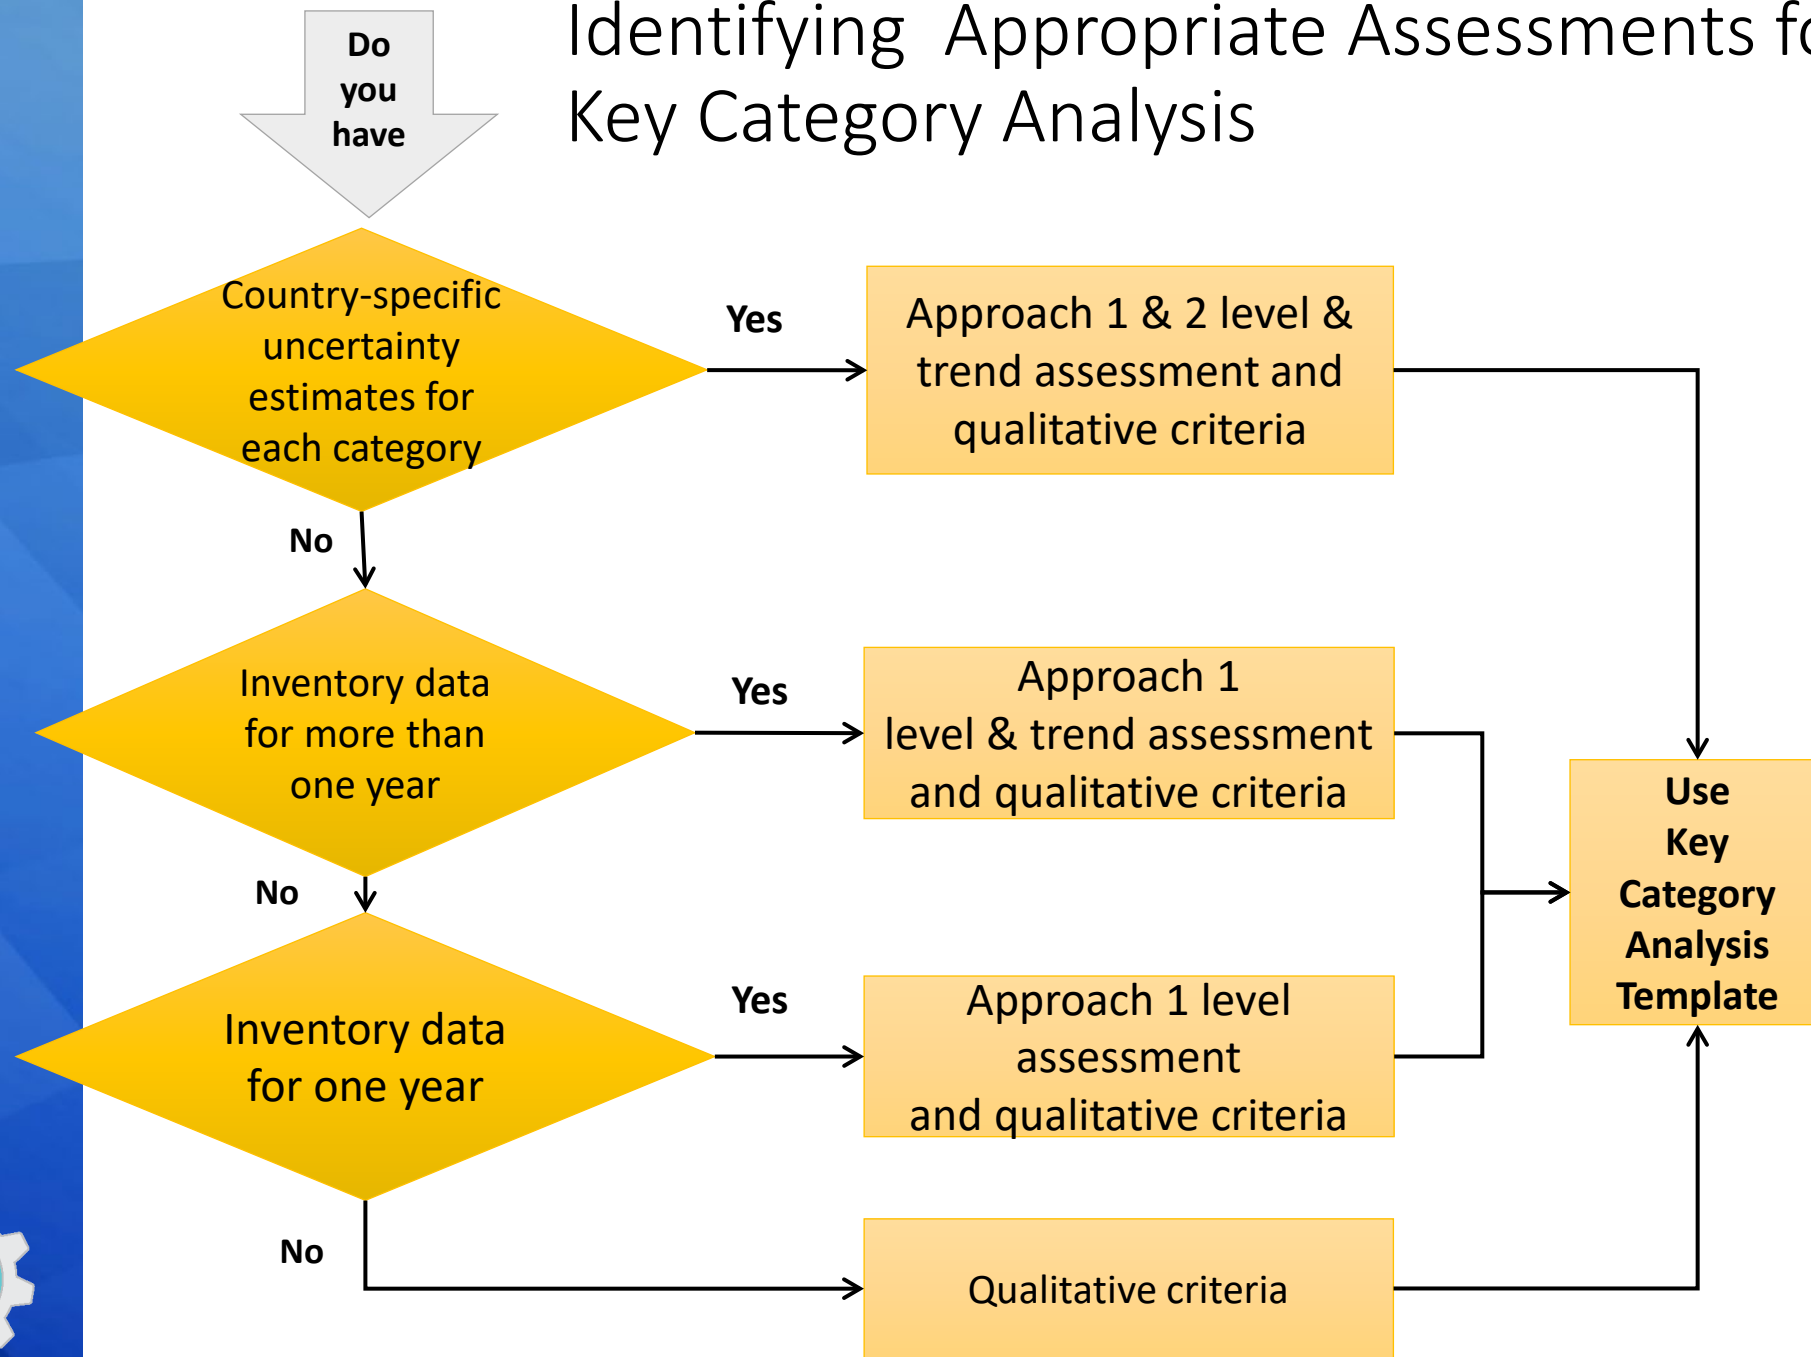 Do
you
have
Identifying Appropriate Assessments
Key Category Analysis
Country-specific
uncertainty
estimates for
each category
Yes
Approach 1 & 2 level &
trend assessment and
qualitative criteria
No
Inventory data
for more than
one year
Yes
Approach 1
level & trend assessment
and qualitative criteria
Use
Key
Category
Analysis
Template
No
Inventory data
for one year
Yes
Approach 1 level
assessment
and qualitative criteria
No
Qualitative criteria